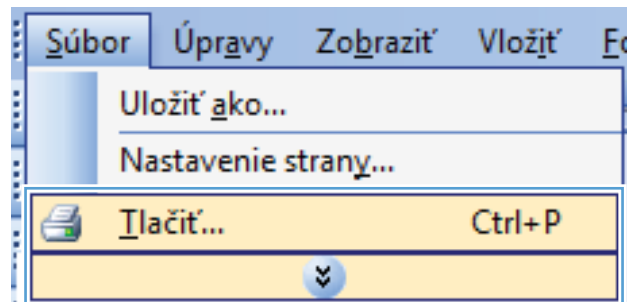 Súbor Úpravy Zobraziť Vložiť
Uložiť ako...
Nastavenie strany...
Tlačiť... Ctrl+P